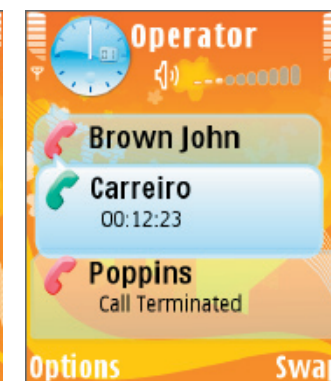 Operator
Brown John
Carreiro
00:12:23
Poppins
Call Terminated
Options